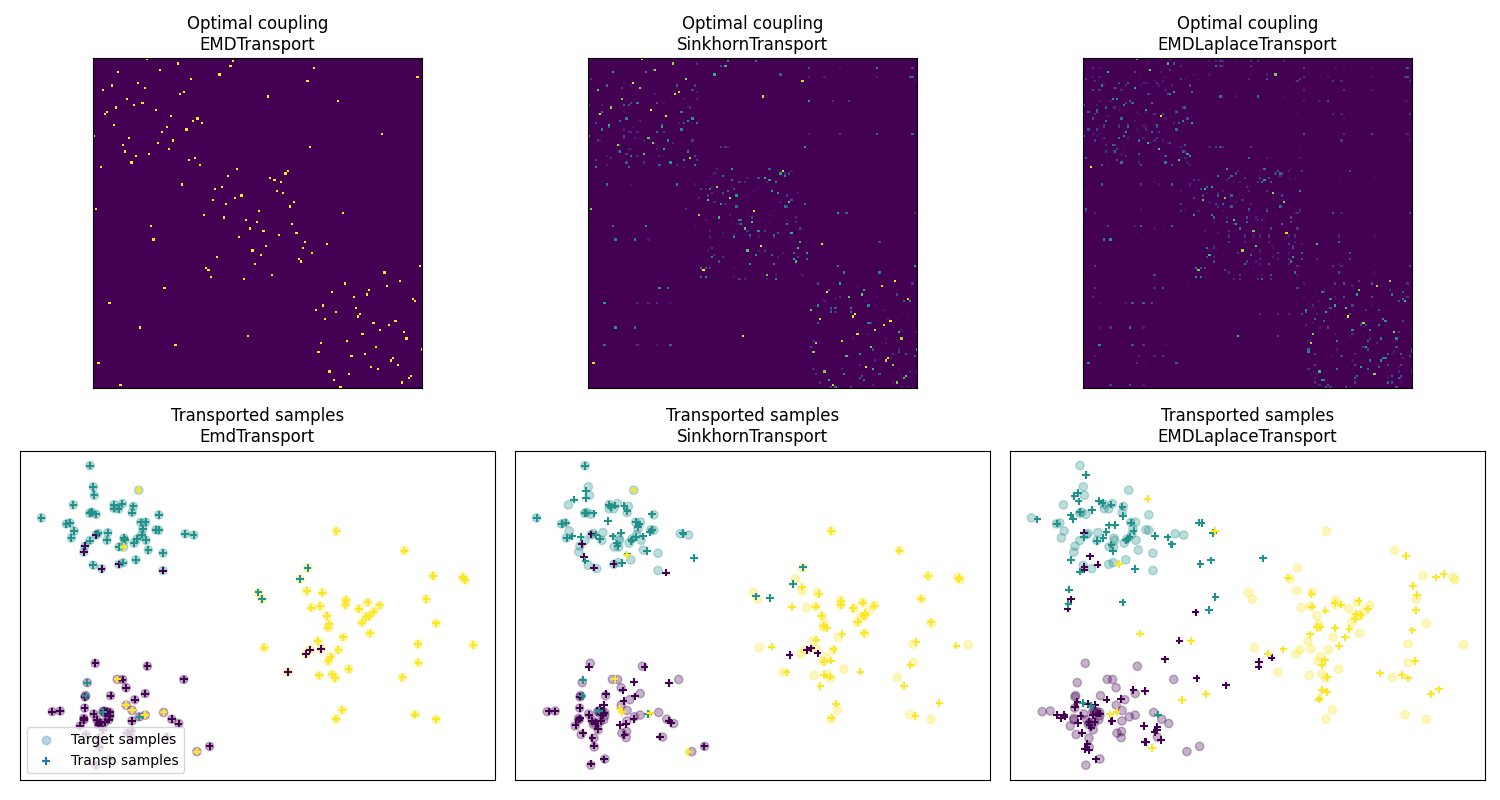 Optimal coupling
EMDTransport
Optimal coupling
SinkhornTransport
Optimal coupling
EMDLaplaceTransport
Transported samples
EmdTransport
Transported samples
SinkhornTransport
Transported samples
EMDLaplaceTransport
Target samples
Transp samples